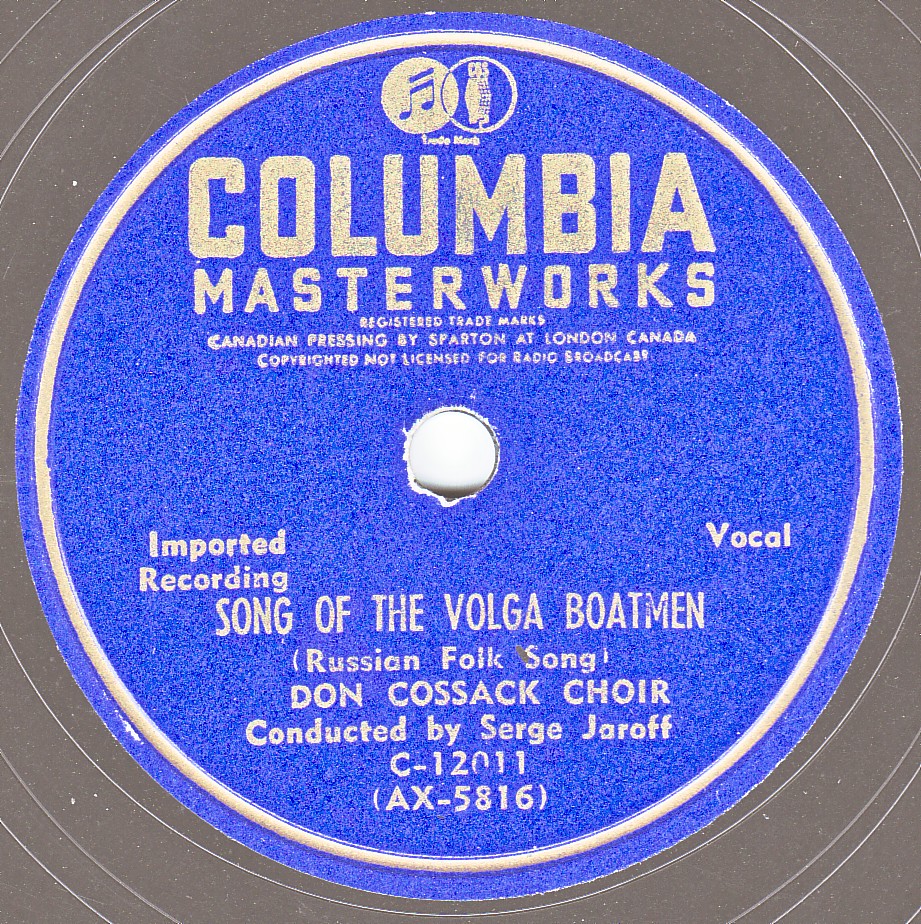 CBS
Trade Mark
COLUMBIA
MASTERWORKS
REGISTERED TRADE MARKS
CANADIAN PRESSING BY SPARTON AT LONDON CANADA
COPYRIGHTED NOT LICENSED FOR RADIO BROADCAST
Vocal
Imported
Recording
SONG OF THE VOLGA BOATMEN
(Russian Folk Song)
DON COSSACK CHOIR
Conducted by Serge Jaroff
C-12011
(AX-5816)